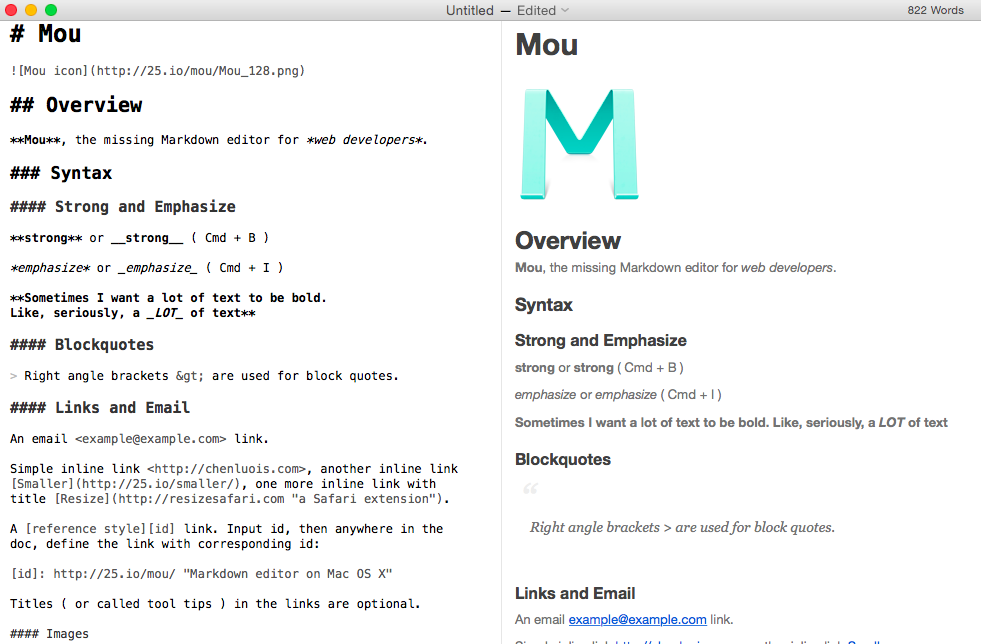 Untitled — Edited
822 Words
# Mou
![Mou icon](http://25.io/mou/Mou_128.png)
## Overview
**Mou**, the missing Markdown editor for *web developers*.
### Syntax
#### Strong and Emphasize
**strong** or __strong__ ( Cmd + B )
*emphasize* or _emphasize_ ( Cmd + I )
**Sometimes I want a lot of text to be bold.
Like, seriously, a _LOT_ of text**
#### Blockquotes
> Right angle brackets &gt; are used for block quotes.
#### Links and Email
An email <example@example.com> link.
Simple inline link <http://chenluois.com>, another inline link
[Smaller](http://25.io/smaller/), one more inline link with
title [Resize](http://resizesafari.com "a Safari extension").
A [reference style][id] link. Input id, then anywhere in the
doc, define the link with corresponding id:
[id]: http://25.io/mou/ "Markdown editor on Mac OS X"
Titles ( or called tool tips ) in the links are optional.
#### Images
Mou
M
Overview
Mou, the missing Markdown editor for web developers.
Syntax
Strong and Emphasize
strong or strong ( Cmd + B )
emphasize or emphasize ( Cmd + I )
Sometimes I want a lot of text to be bold. Like, seriously, a LOT of text
Blockquotes
“
Right angle brackets > are used for block quotes.
Links and Email
An email example@example.com link.